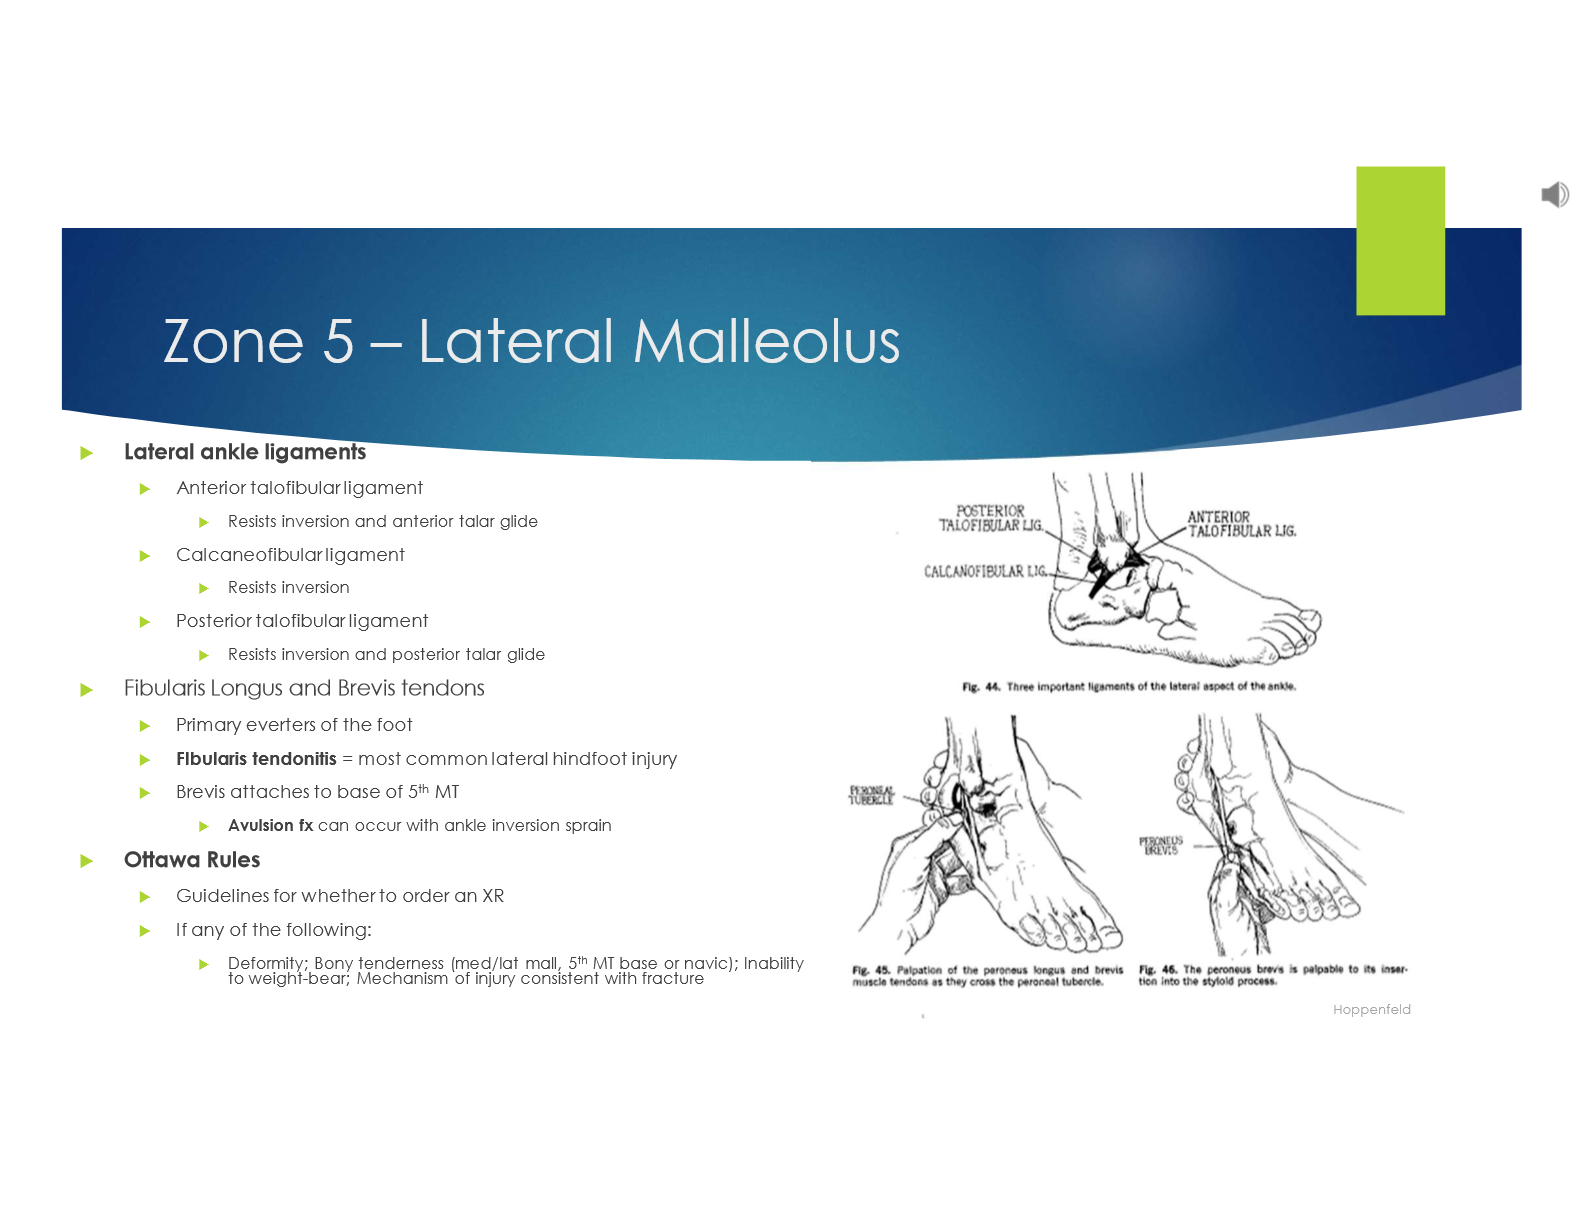 Zone 5 – Lateral Malleolus
Lateral ankle ligaments
Anterior talofibular ligament
Resists inversion and anterior talar glide
Calcaneofibular ligament
Resists inversion
Posterior talofibular ligament
Resists inversion and posterior talar glide
Fibularis Longus and Brevis tendons
Primary everters of the foot
FIbularis tendonitis = most common lateral hindfoot injury
Brevis attaches to base of 5th MT
Avulsion fx can occur with ankle inversion sprain
Ottawa Rules
Guidelines for whether to order an XR
If any of the following:
Deformity; Bony tenderness (med/lat mall, 5th MT base or navic); Inability
to weight-bear; Mechanism of injury consistent with fracture
POSTERIOR
TALOFIBULAR LIG.
ANTERIOR
TALOFIBULAR LIG.
CALCANOFIBULAR LIG.
Fig. 44. Three important ligaments of the lateral aspect of the ankle.
PERONEAL
TUBERCLE
PERONEUS
BREVIS
Fig. 45. Palpation of the peroneus longus and brevis
muscle tendons as they cross the peroneal tubercle.
Fig. 46. The peroneus brevis is palpable to its inser-
tion into the styloid process.
Hoppenfeld